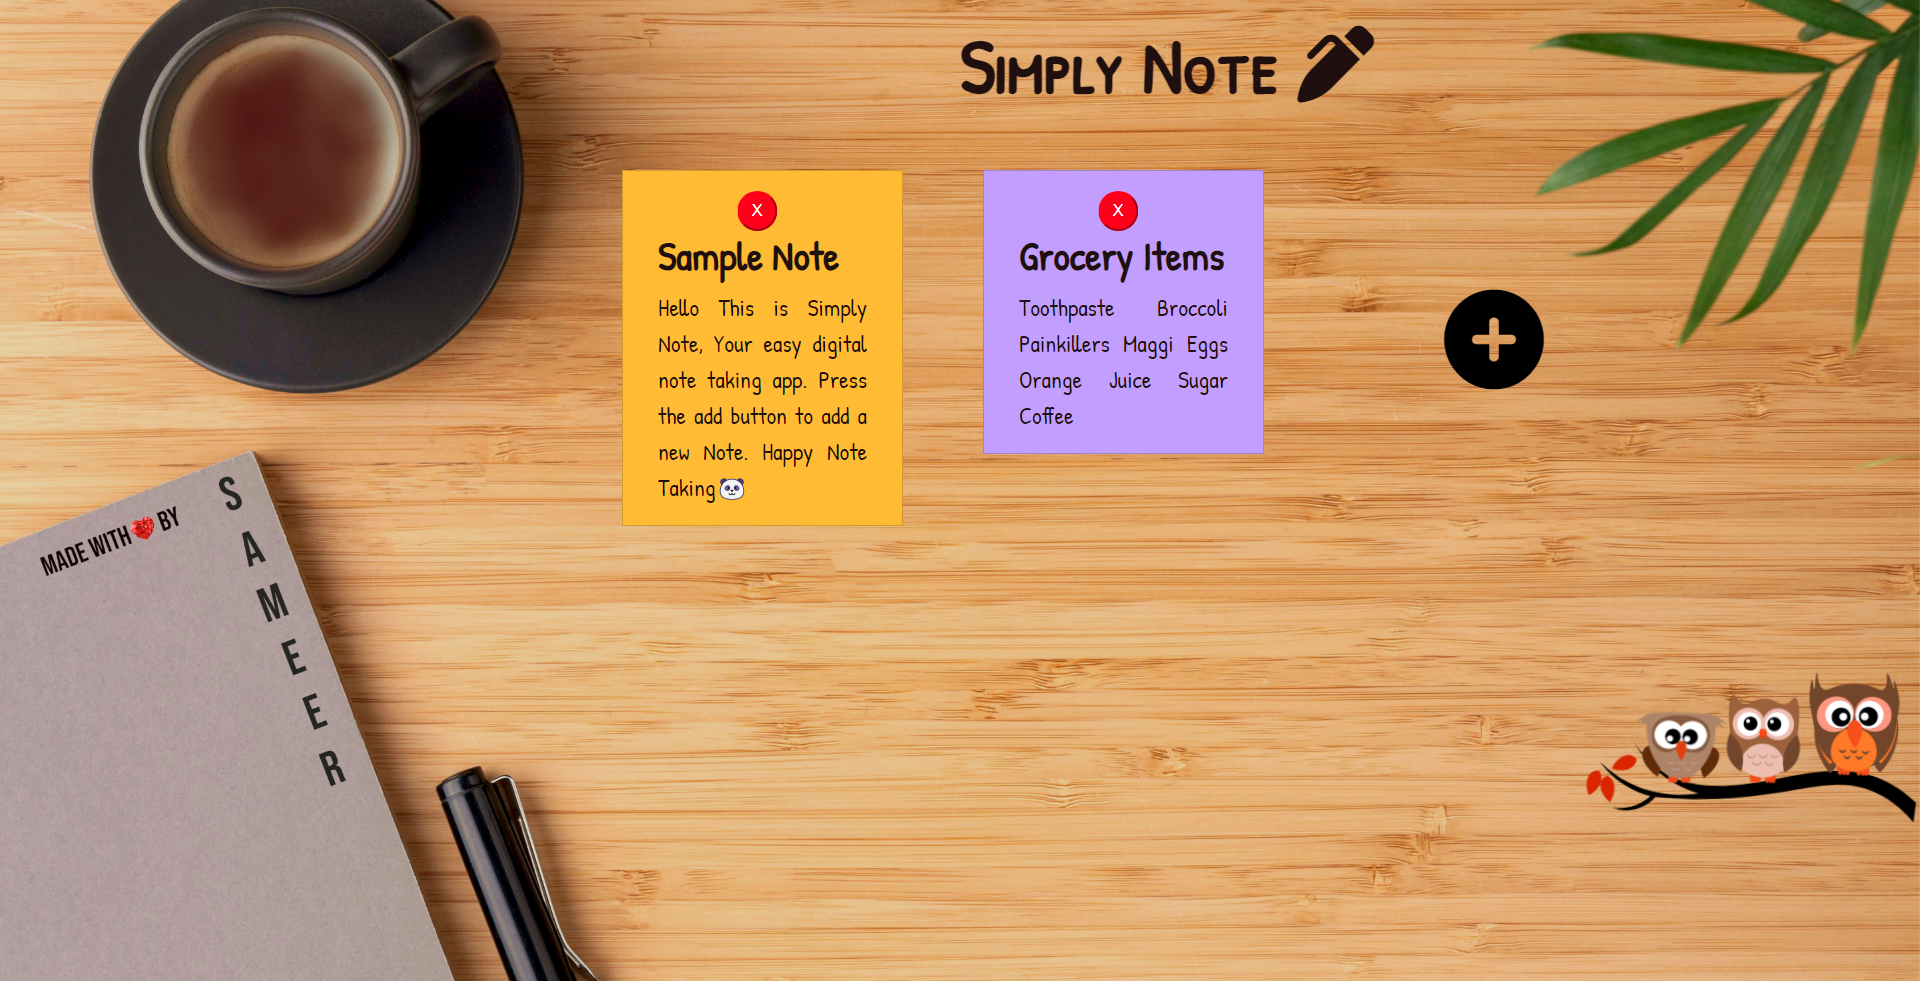 Simply Note
X
Sample Note
Hello This is Simply
Note, Your easy digital
note taking app. Press
the add button to add a
new Note. Happy Note
Taking🐼
X
Grocery Items
Toothpaste Broccoli
Painkillers Maggi Eggs
Orange Juice Sugar
Coffee
MADE WITH❤️BY
SAMEER